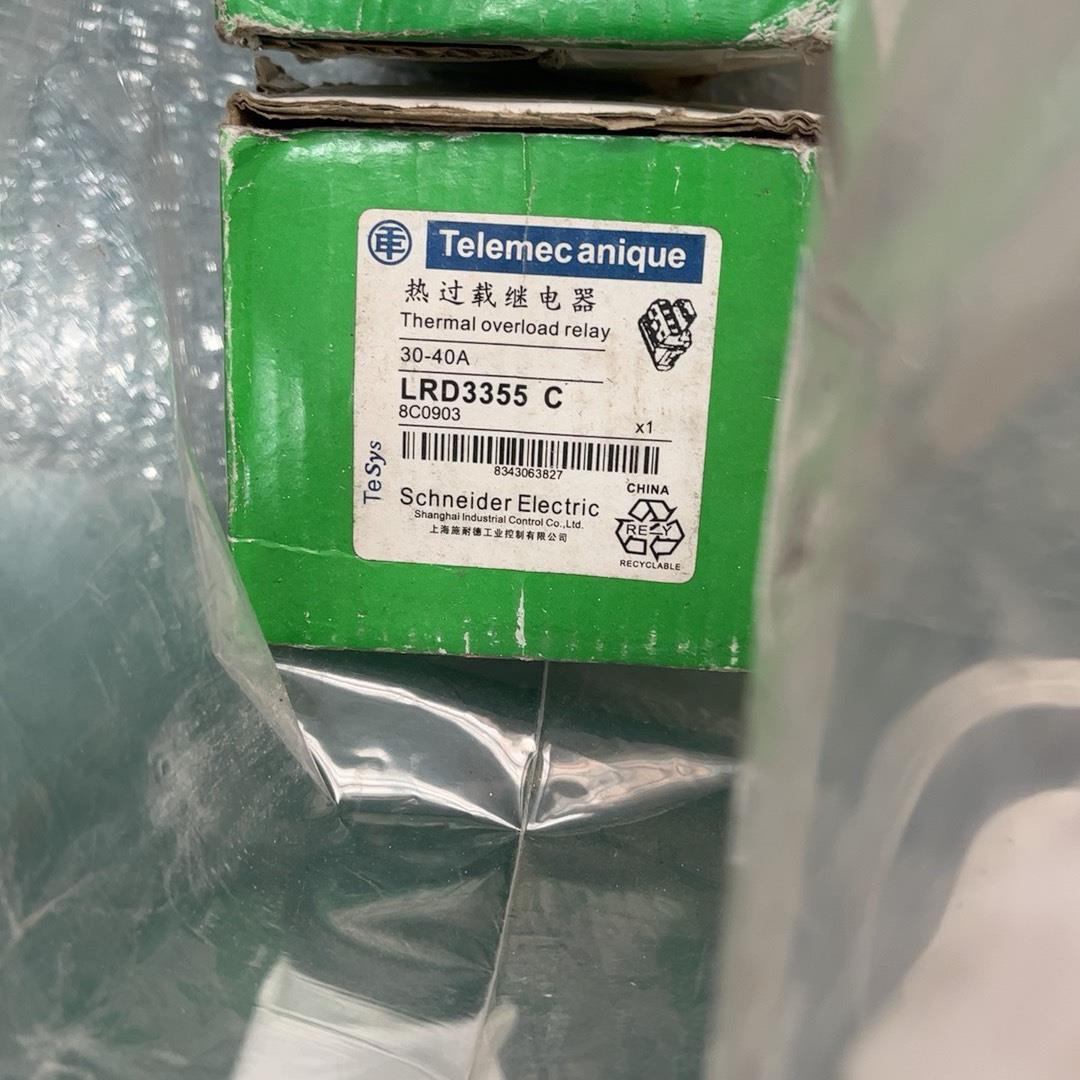 Telemecanique
热过载继电器
Thermal overload relay
30-40A
LRD3355 C
8C0903
x1
8343063827
TeSys
Schneider Electric
Shanghai Industrial Control Co.,Ltd.
上海施耐德工业控制有限公司
CHINA
REZY
RECYCLABLE